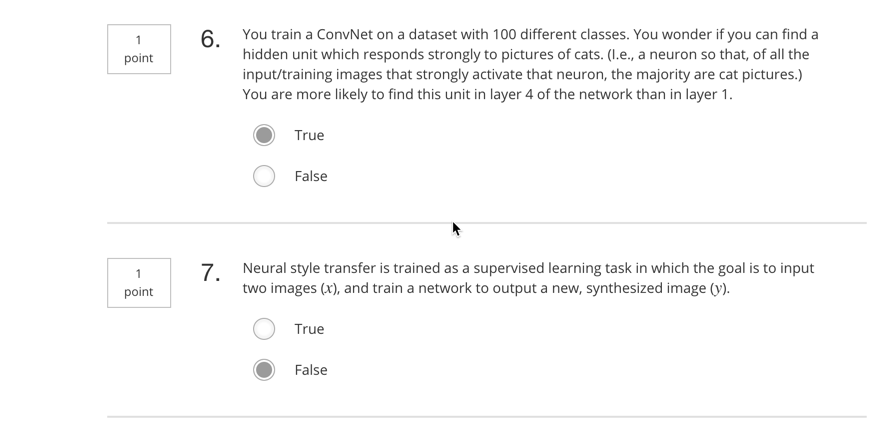 1
point
6.
You train a ConvNet on a dataset with 100 different classes. You wonder if you can find a
hidden unit which responds strongly to pictures of cats. (I.e., a neuron so that, of all the
input/training images that strongly activate that neuron, the majority are cat pictures.)
You are more likely to find this unit in layer 4 of the network than in layer 1.
True
False
1
point
7.
Neural style transfer is trained as a supervised learning task in which the goal is to input
two images (x), and train a network to output a new, synthesized image (y).
True
False